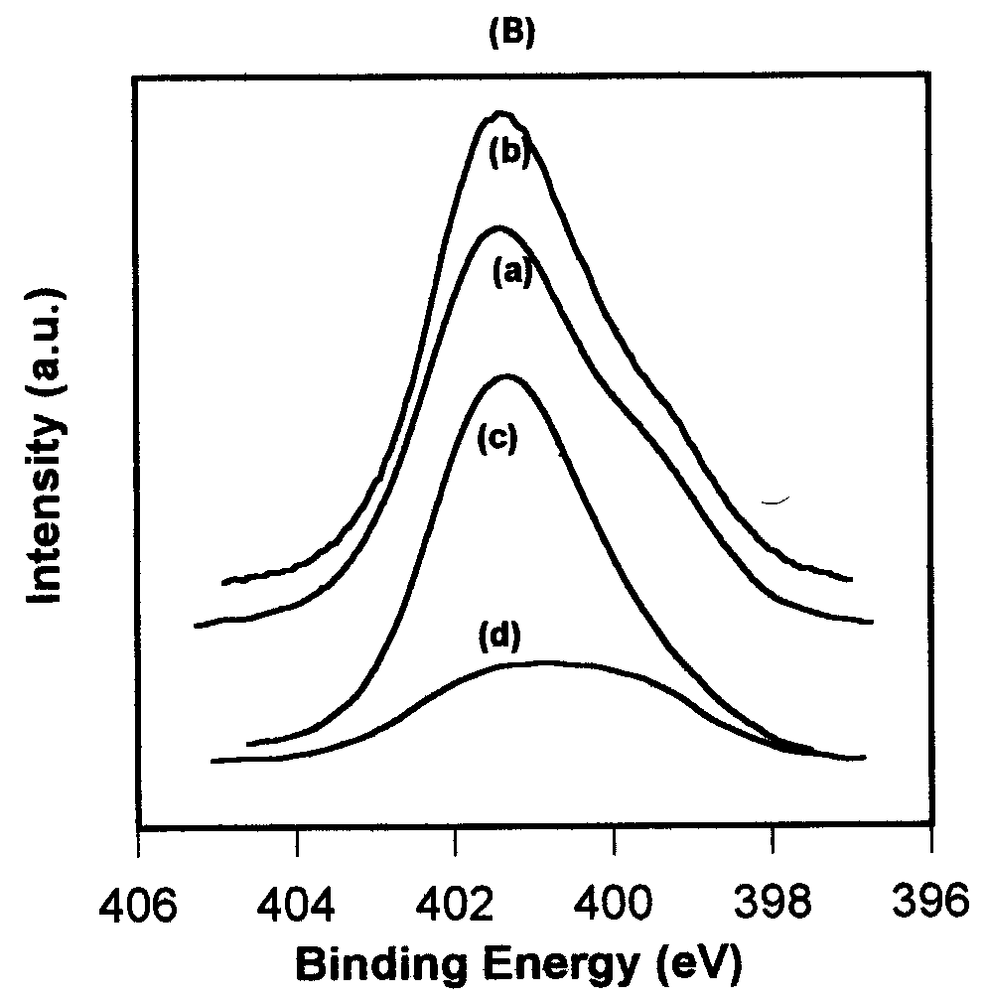 (B)
(b)
(a)
(c)
(d)
Intensity (a.u.)
406 404 402 400 398 396
Binding Energy (eV)